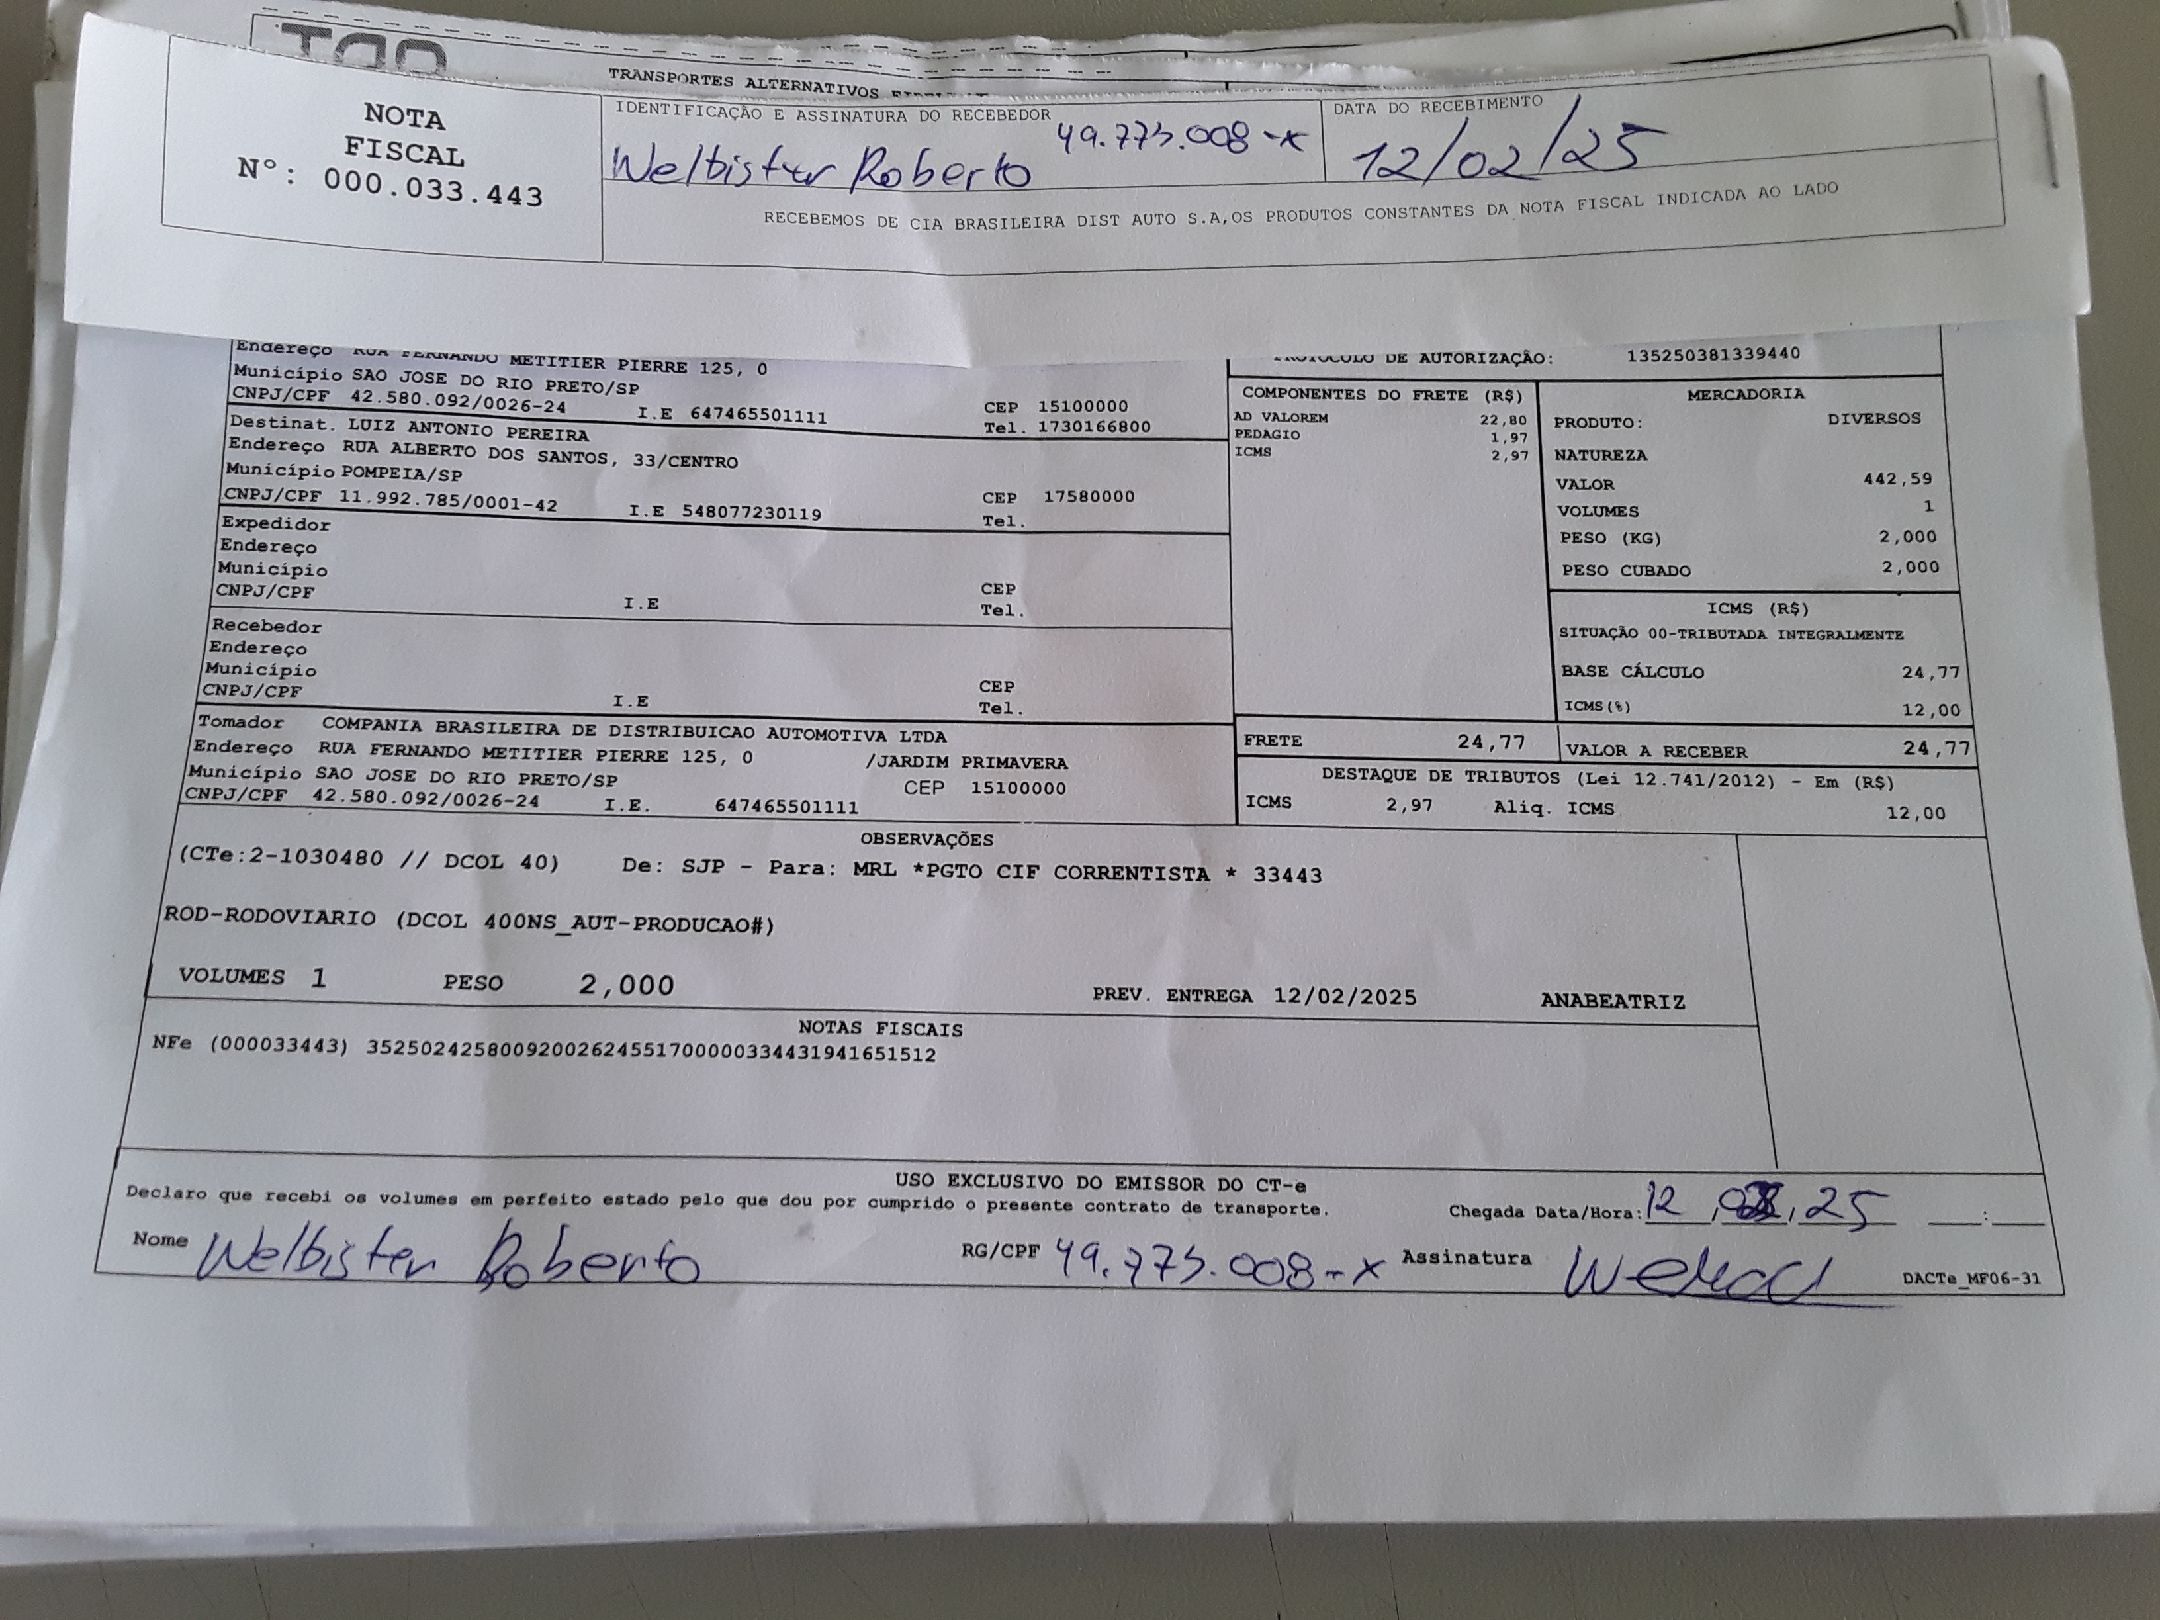 TRANSPORTES ALTERNATIVOS
NOTA
FISCAL
Nº: 000.033.443
IDENTIFICAÇÃO E ASSINATURA DO RECEBEDOR
49.773.008-x
Welbister Roberto
DATA DO RECEBIMENTO
12/02/25
RECEBEMOS DE CIA BRASILEIRA DIST AUTO S.A,OS PRODUTOS CONSTANTES DA NOTA FISCAL INDICADA AO LADO
Endereço RUA FERNANDO METITIER PIERRE 125, 0
Município SAO JOSE DO RIO PRETO/SP
CEP 15100000
CNPJ/CPF 42.580.092/0026-24 I.E 647465501111 Tel. 1730166800
Destinat. LUIZ ANTONIO PEREIRA
Endereço RUA ALBERTO DOS SANTOS, 33/CENTRO
Município POMPEIA/SP
CEP 17580000
CNPJ/CPF 11.992.785/0001-42 I.E 548077230119 Tel.
Expedidor
Endereço
Município
CEP
CNPJ/CPF I.E Tel.
Recebedor
Endereço
Município
CEP
CNPJ/CPF I.E Tel.
Tomador COMPANIA BRASILEIRA DE DISTRIBUICAO AUTOMOTIVA LTDA
Endereço RUA FERNANDO METITIER PIERRE 125, 0 /JARDIM PRIMAVERA
Município SAO JOSE DO RIO PRETO/SP CEP 15100000
CNPJ/CPF 42.580.092/0026-24 I.E. 647465501111
PROTOCOLO DE AUTORIZAÇÃO: 135250381339440
COMPONENTES DO FRETE (R$)
AD VALOREM 22,80
PEDAGIO 1,97
ICMS 2,97
MERCADORIA
PRODUTO: DIVERSOS
NATUREZA
VALOR 442,59
VOLUMES 1
PESO (KG) 2,000
PESO CUBADO 2,000
ICMS (R$)
SITUAÇÃO 00-TRIBUTADA INTEGRALMENTE
BASE CÁLCULO 24,77
ICMS(%) 12,00
FRETE 24,77
VALOR A RECEBER 24,77
DESTAQUE DE TRIBUTOS (Lei 12.741/2012) - Em (R$)
ICMS 2,97 Aliq. ICMS 12,00
OBSERVAÇÕES
(CTe:2-1030480 // DCOL 40) De: SJP - Para: MRL *PGTO CIF CORRENTISTA * 33443
ROD-RODOVIARIO (DCOL 400NS_AUT-PRODUCAO#)
VOLUMES 1 PESO 2,000 PREV. ENTREGA 12/02/2025 ANABEATRIZ
NOTAS FISCAIS
NFe (000033443) 35250242580092002624551700000334431941651512
USO EXCLUSIVO DO EMISSOR DO CT-e
Declaro que recebi os volumes em perfeito estado pelo que dou por cumprido o presente contrato de transporte.
Chegada Data/Hora: 12 , 02, 25 :
Nome Welbister Roberto RG/CPF 49.773.008-x Assinatura
DACTe_MF06-31